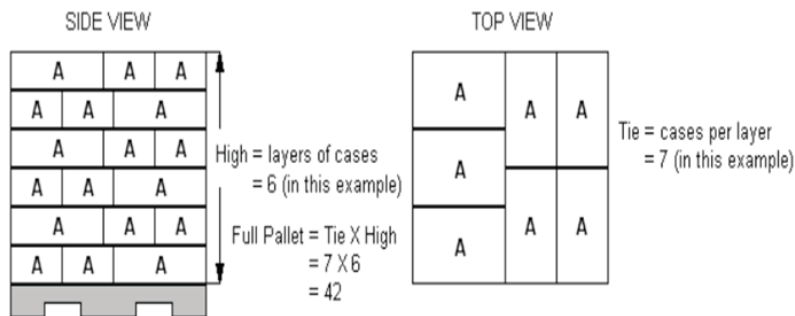 SIDE VIEW
A A A
A A A
A A A
A A A
A A A
A A A
High = layers of cases
= 6 (in this example)
Full Pallet = Tie X High
= 7 X 6
= 42
TOP VIEW
A
A
A
A A
A A
Tie = cases per layer
= 7 (in this example)